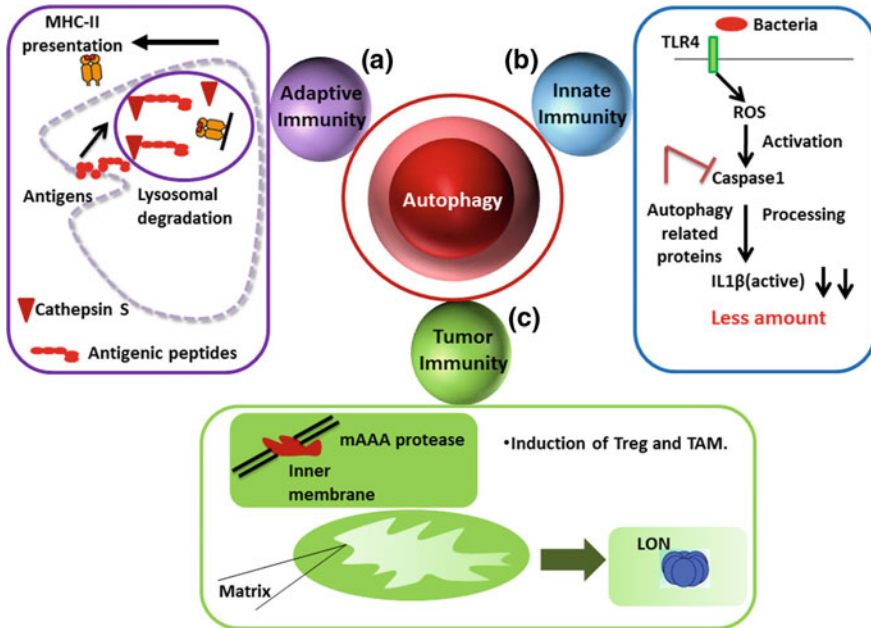 MHC-II
presentation
Antigens
Lysosomal
degradation
Cathepsin S
Antigenic peptides
(a)
Adaptive
Immunity
(b)
Innate
Immunity
Autophagy
(c)
Tumor
Immunity
Bacteria
TLR4
ROS
Activation
Caspase1
Autophagy
related
proteins
Processing
IL1β(active)
Less amount
mAAA protease
Inner
membrane
•Induction of Treg and TAM.
Matrix
LON